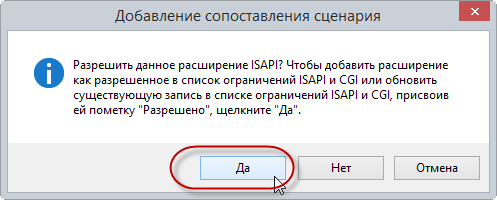 Добавление сопоставления сценария
Разрешить данное расширение ISAPI? Чтобы добавить расширение
как разрешенное в список ограничений ISAPI и CGI или обновить
существующую запись в списке ограничений ISAPI и CGI, присвоив
ей пометку "Разрешено", щелкните "Да".
Да
Нет
Отмена